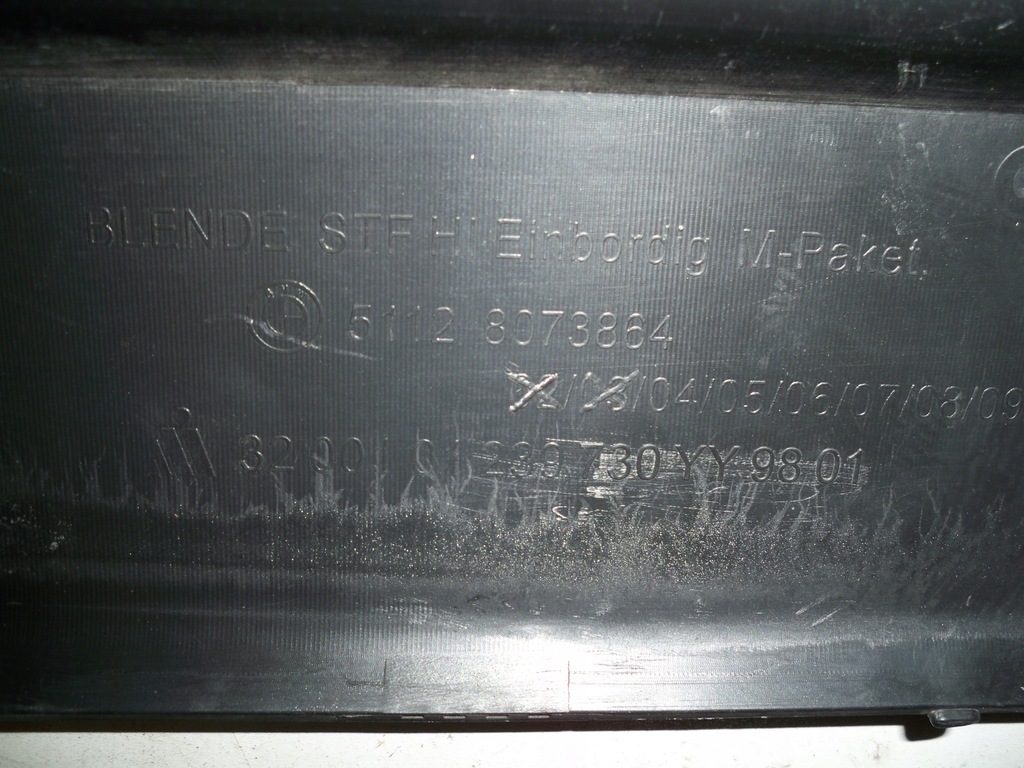 BLENDE STF HI Einbordig M-Paket.
5112 8073864
/04/05/06/07/08/09
730 YY 98 01